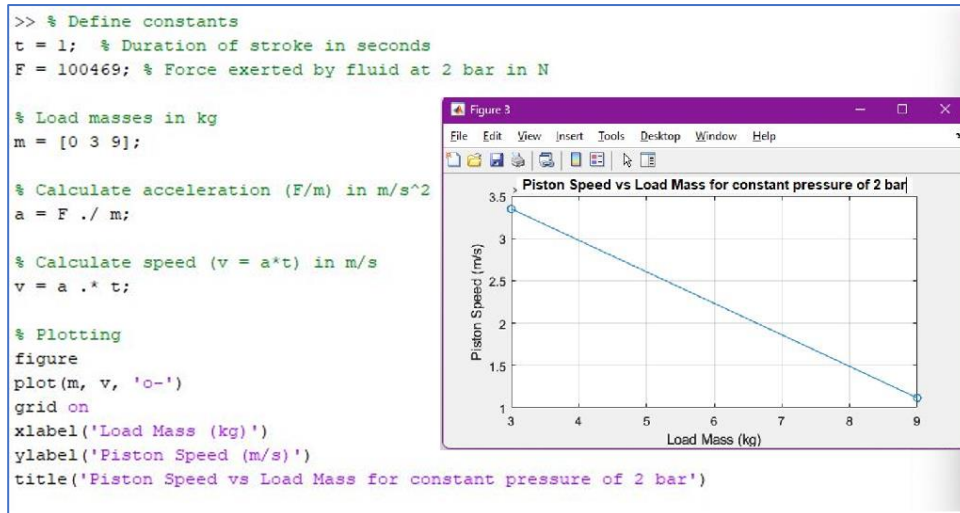 >> % Define constants
t = 1;  % Duration of stroke in seconds
F = 100469; % Force exerted by fluid at 2 bar in N
% Load masses in kg
m = [0 3 9];
% Calculate acceleration (F/m) in m/s^2
a = F ./ m;
% Calculate speed (v = a*t) in m/s
v = a .* t;
% Plotting
figure
plot(m, v, 'o-')
grid on
xlabel('Load Mass (kg)')
ylabel('Piston Speed (m/s)')
title('Piston Speed vs Load Mass for constant pressure of 2 bar')
Figure 3
File Edit View Insert Tools Desktop Window Help
Piston Speed vs Load Mass for constant pressure of 2 bar
3.5
3
2.5
2
1.5
1
Piston Speed (m/s)
3 4 5 6 7 8 9
Load Mass (kg)